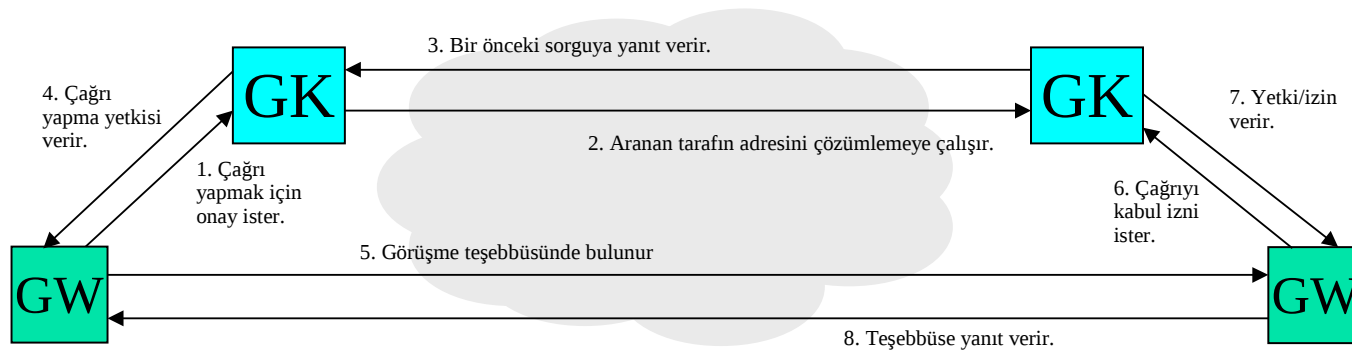 3. Bir önceki sorguya yanıt verir.
GK
GK
4. Çağrı
yapma yetkisi
verir.
7. Yetki/izin
verir.
2. Aranan tarafın adresini çözümlemeye çalışır.
1. Çağrı
yapmak için
onay ister.
6. Çağrıyı
kabul izni
ister.
5. Görüşme teşebbüsünde bulunur
GW
GW
8. Teşebbüse yanıt verir.